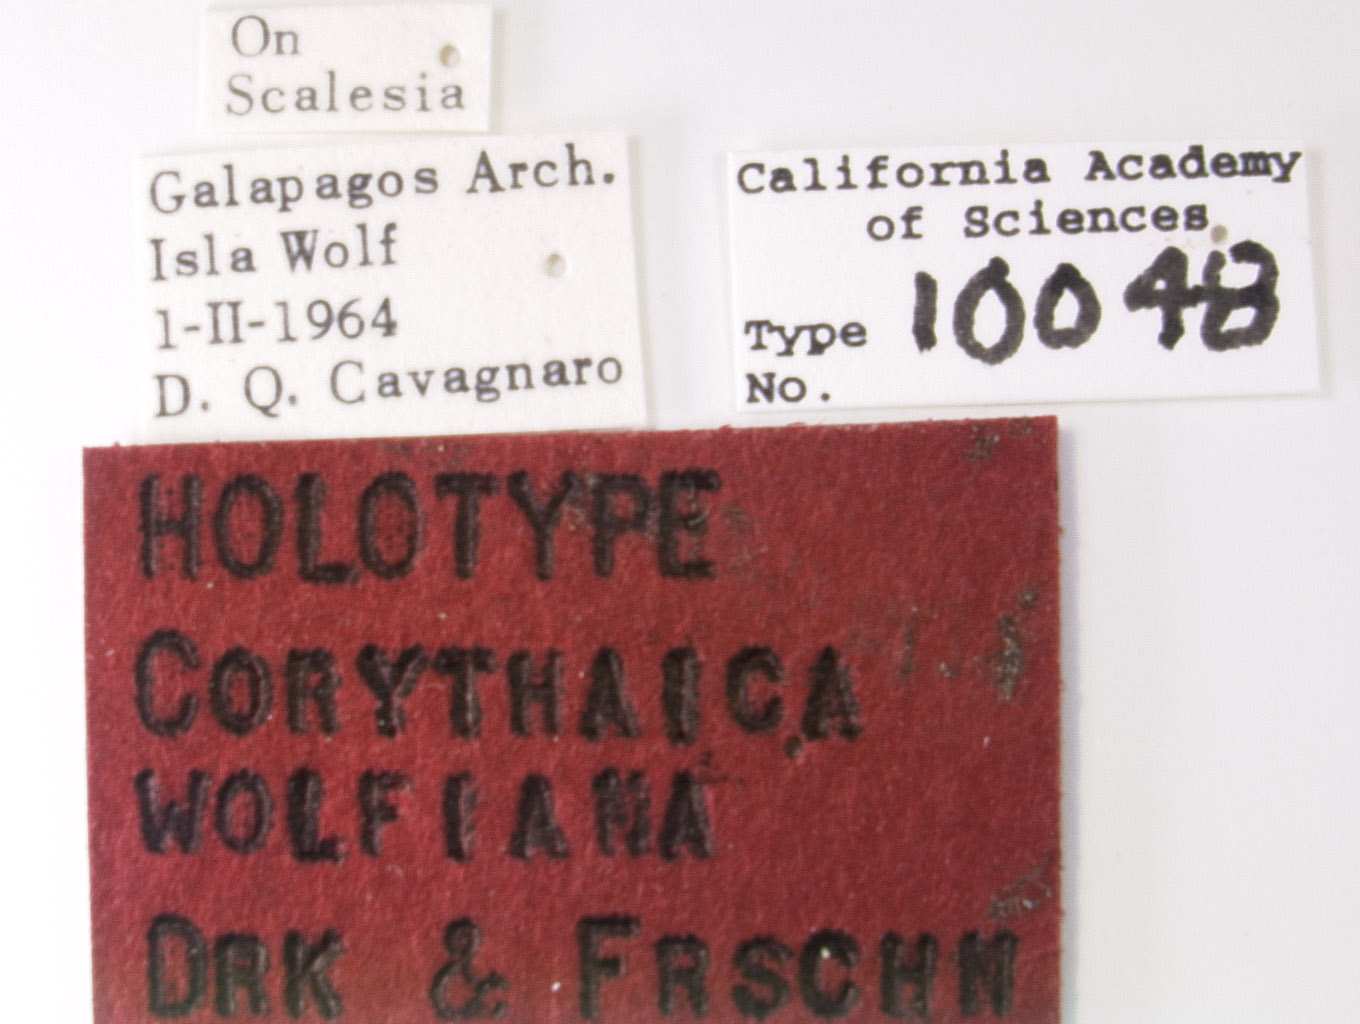 On
Scalesia
Galapagos Arch.
Isla Wolf
1-II-1964
D. Q. Cavagnaro
California Academy
of Sciences
Type 10048
No.
HOLOTYPE
CORYTHAICA
WOLFIANA
DRK & FRSCHN